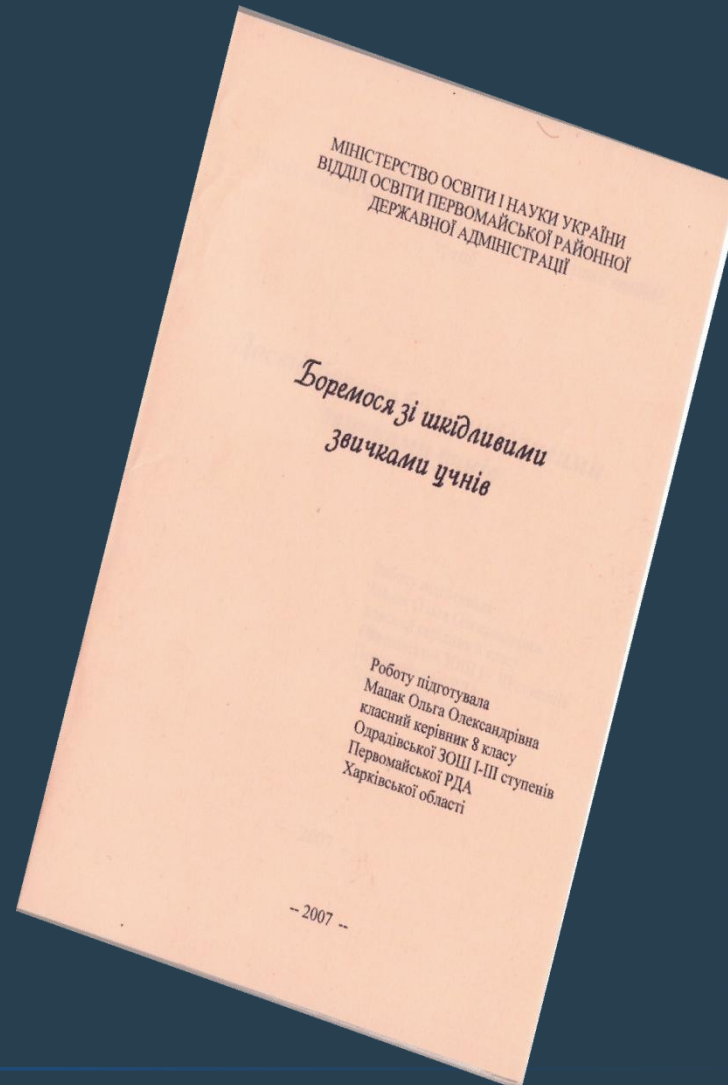 МІНІСТЕРСТВО ОСВІТИ І НАУКИ УКРАЇНИ
ВІДДІЛ ОСВІТИ ПЕРВОМАЙСЬКОЇ РАЙОННОЇ
ДЕРЖАВНОЇ АДМІНІСТРАЦІЇ
Боремося зі шкідливими
звичками учнів
Роботу підготувала
Мацак Ольга Олександрівна
класний керівник 8 класу
Одрадівської ЗОШ І-ІІІ ступенів
Первомайської РДА
Харківської області
-- 2007 --